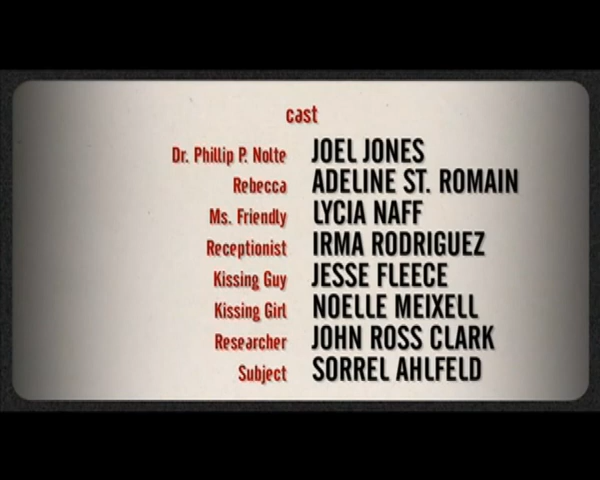 cast
Dr. Phillip P. Nolte JOEL JONES
Rebecca ADELINE ST. ROMAIN
Ms. Friendly LYCIA NAFF
Receptionist IRMA RODRIGUEZ
Kissing Guy JESSE FLEECE
Kissing Girl NOELLE MEIXELL
Researcher JOHN ROSS CLARK
Subject SORREL AHLFELD